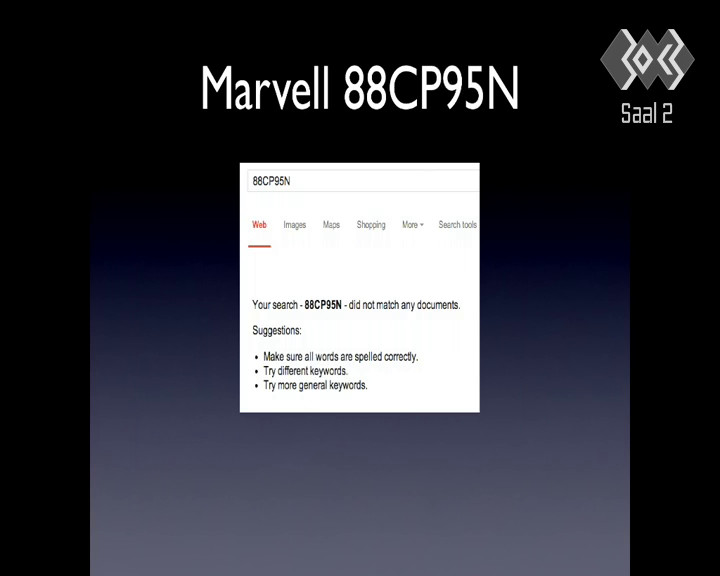 Marvell 88CP95N
Saal 2
88CP95N
Web Images Maps Shopping More Search tools
Your search - 88CP95N - did not match any documents.
Suggestions:
• Make sure all words are spelled correctly.
• Try different keywords.
• Try more general keywords.